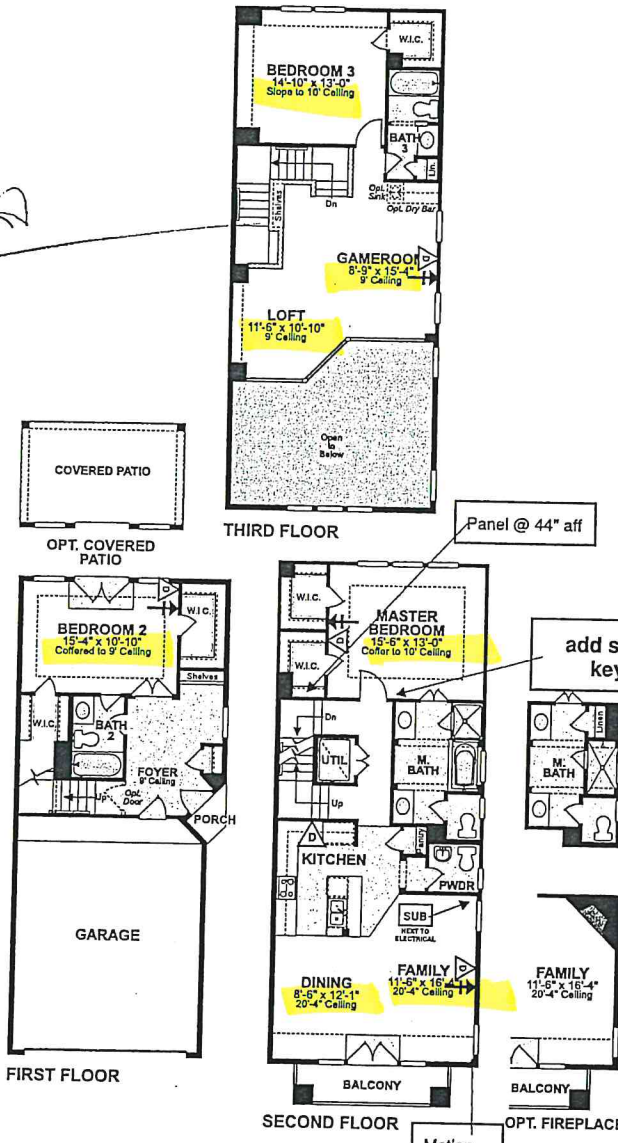 BEDROOM 3
14'-10" x 13'-0"
Slope to 10' Ceiling
W.I.C.
BATH
3
Lin.
Opt.
Sink
Opt. Dry Bar
Dn
Shelves
GAMEROOM
8'-9" x 15'-4"
9' Ceiling
D
LOFT
11'-6" x 10'-10"
9' Ceiling
Open
to
Below
THIRD FLOOR
COVERED PATIO
OPT. COVERED
PATIO
Panel @ 44" aff
BEDROOM 2
15'-4" x 10'-10"
Coffered to 9' Ceiling
D
W.I.C.
Shelves
W.I.C.
BATH
2
FOYER
9' Ceiling
Opt.
Door
Up
PORCH
GARAGE
FIRST FLOOR
W.I.C.
MASTER
BEDROOM
15'-6" x 13'-0"
Coffer to 10' Ceiling
D
W.I.C.
add s
key
Dn
UTIL
Up
M.
BATH
M.
BATH
Linen
D
KITCHEN
Pantry
PWDR
SUB
NEXT TO
ELECTRICAL
DINING
8'-6" x 12'-1"
20'-4" Ceiling
FAMILY
11'-6" x 16'-4"
20'-4" Ceiling
D
FAMILY
11'-6" x 16'-4"
20'-4" Ceiling
BALCONY
BALCONY
SECOND FLOOR
OPT. FIREPLACE
Motion